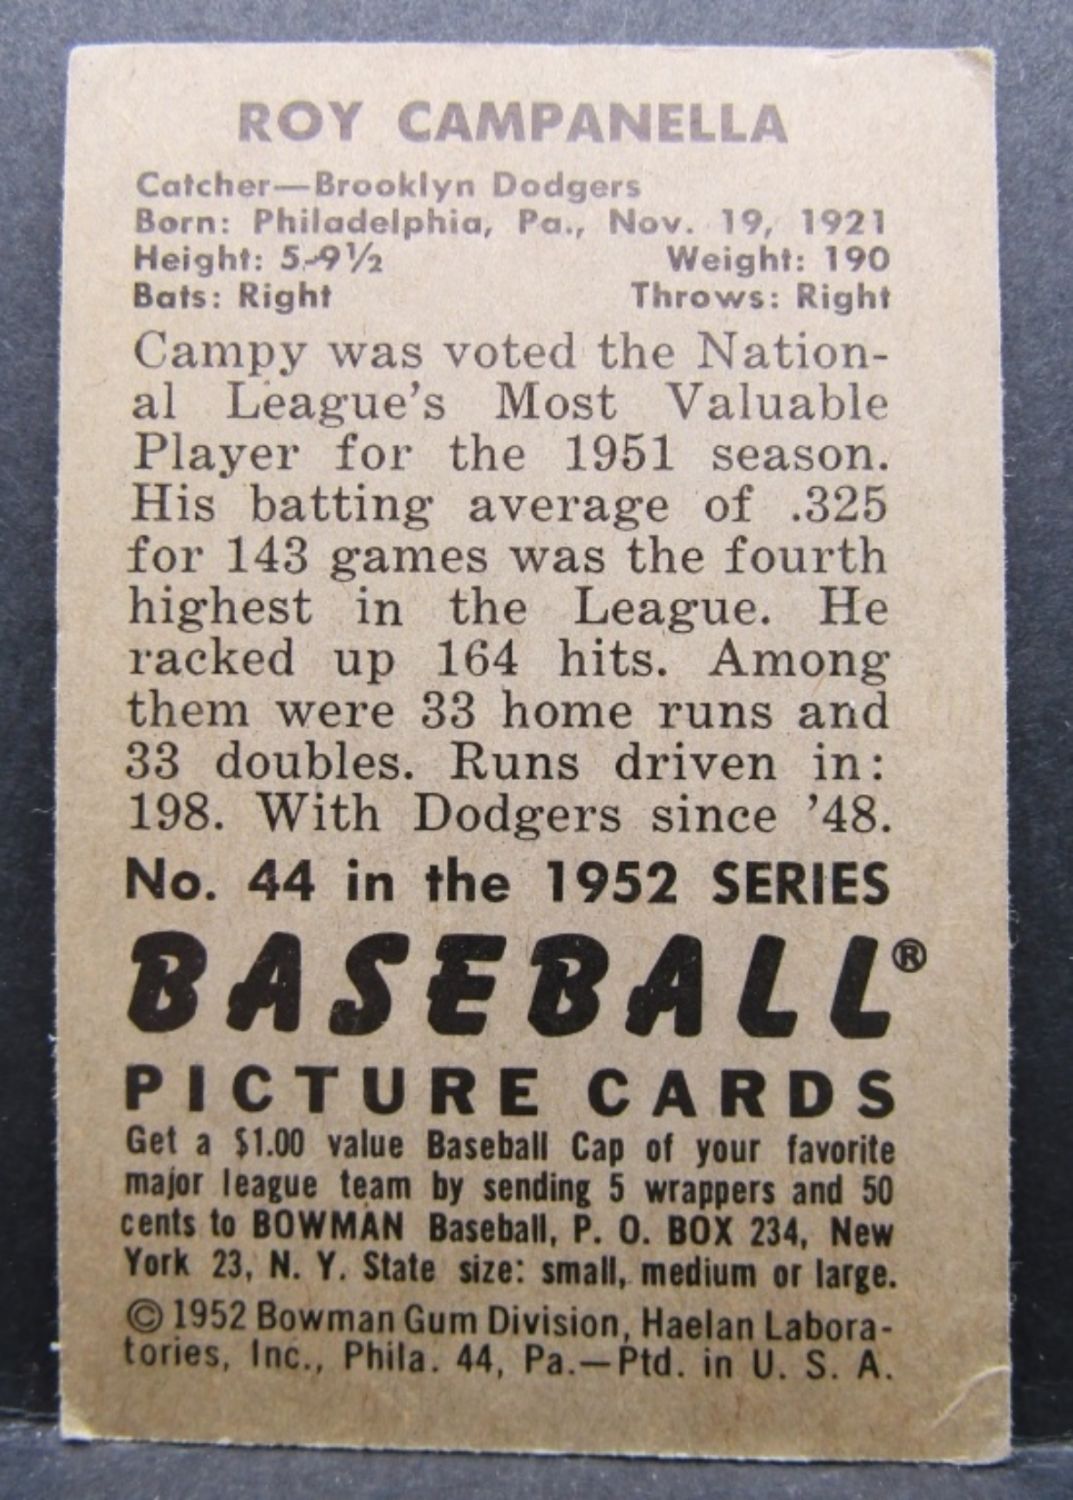 ROY CAMPANELLA
Catcher—Brooklyn Dodgers
Born: Philadelphia, Pa., Nov. 19, 1921
Height: 5-9½ Weight: 190
Bats: Right Throws: Right
Campy was voted the Nation-
al League's Most Valuable
Player for the 1951 season.
His batting average of .325
for 143 games was the fourth
highest in the League. He
racked up 164 hits. Among
them were 33 home runs and
33 doubles. Runs driven in:
198. With Dodgers since '48.
No. 44 in the 1952 SERIES
BASEBALL®
PICTURE CARDS
Get a $1.00 value Baseball Cap of your favorite
major league team by sending 5 wrappers and 50
cents to BOWMAN Baseball, P. O. BOX 234, New
York 23, N. Y. State size: small, medium or large.
© 1952 Bowman Gum Division, Haelan Labora-
tories, Inc., Phila. 44, Pa.—Ptd. in U. S. A.